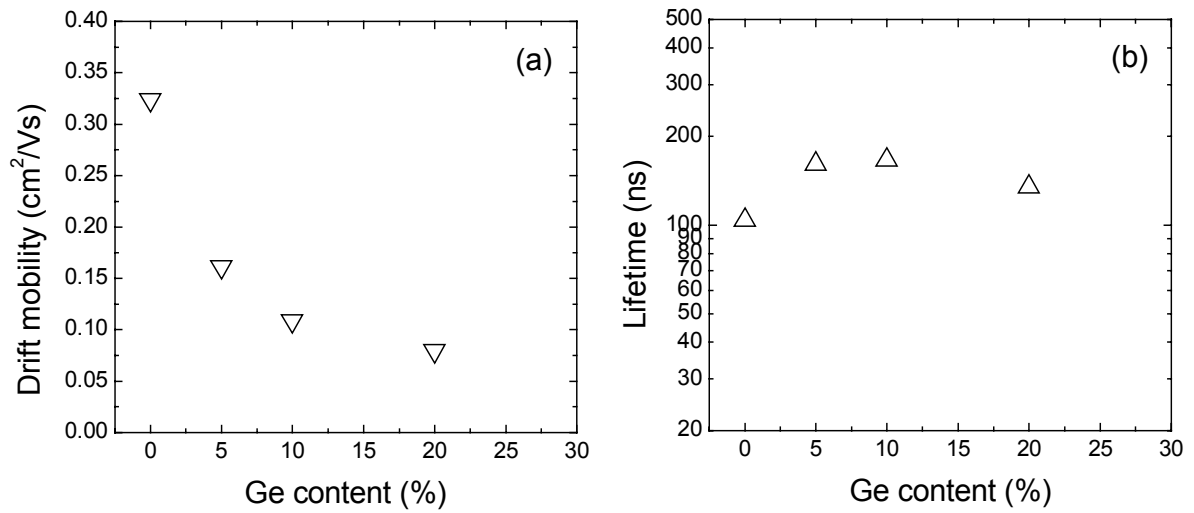 (a)
Drift mobility (cm²/Vs)
0.40
0.35
0.30
0.25
0.20
0.15
0.10
0.05
0.00
0 5 10 15 20 25 30
Ge content (%)
(b)
Lifetime (ns)
500
400
300
200
100
90
80
70
60
50
40
30
20
0 5 10 15 20 25 30
Ge content (%)